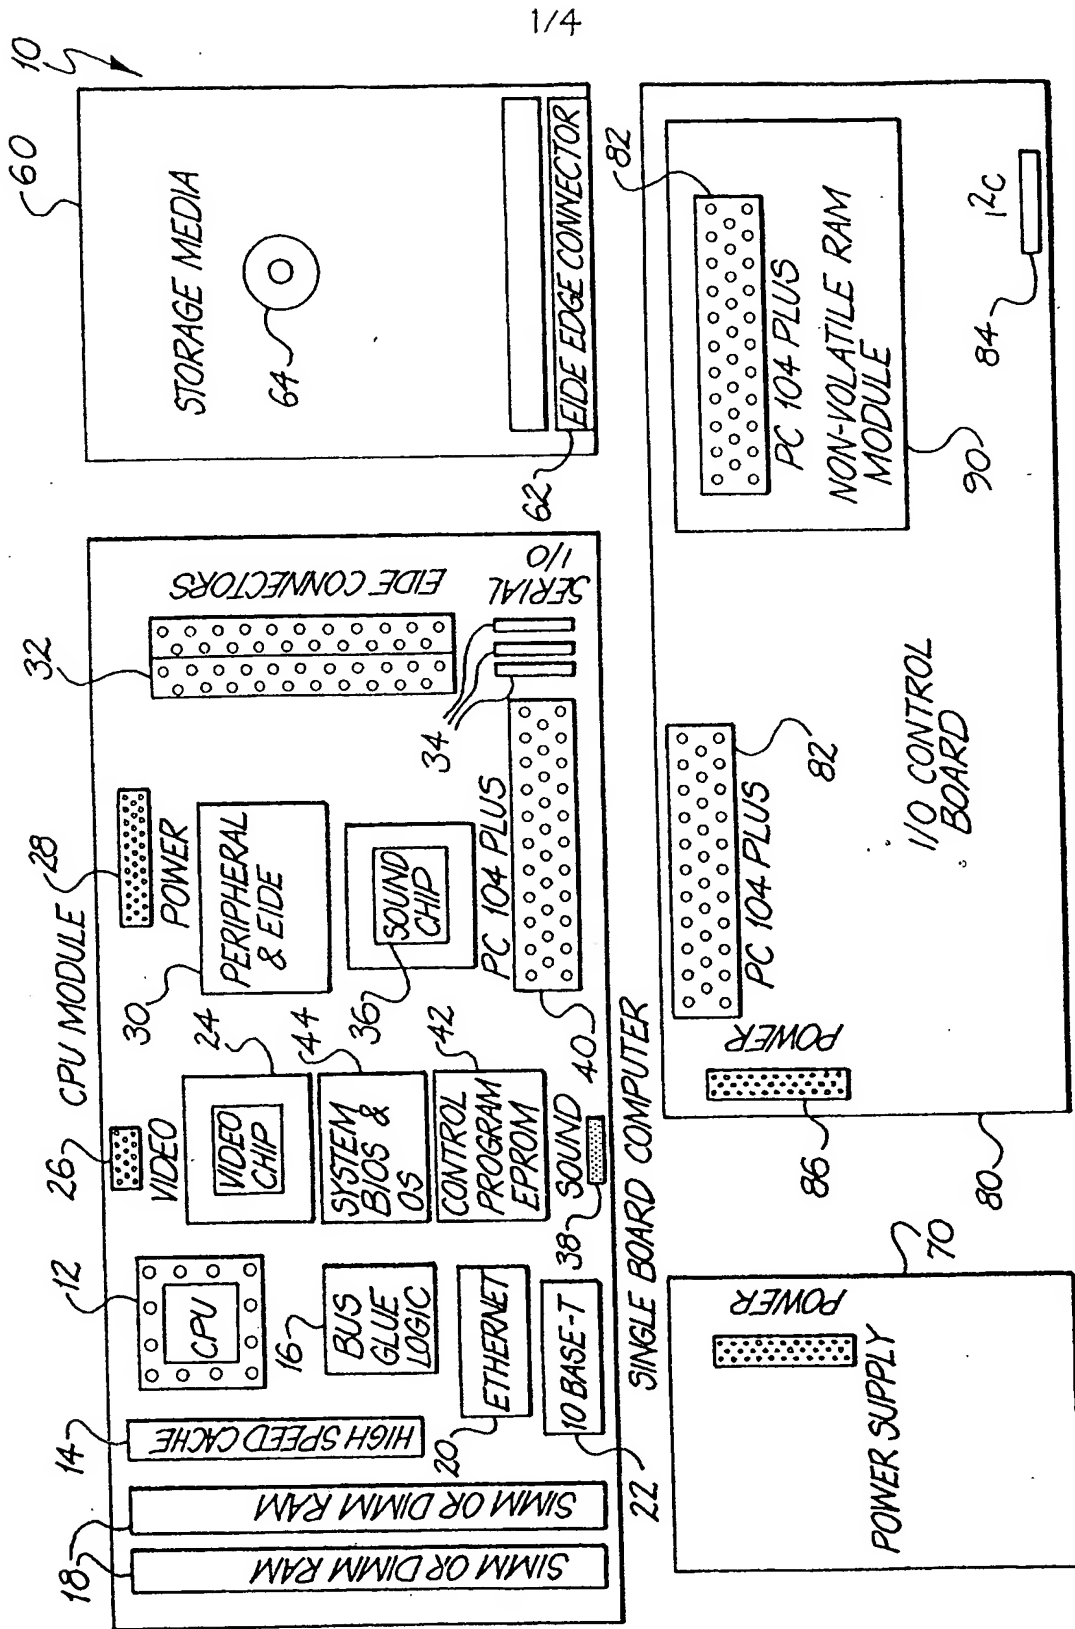 1/4
10
CPU MODULE
18
14
12
26
28
32
60
SIMM OR DIMM RAM
SIMM OR DIMM RAM
HIGH SPEED CACHE
CPU
VIDEO
POWER
EIDE CONNECTORS
STORAGE MEDIA
16
BUS
GLUE
LOGIC
24
VIDEO
CHIP
30
PERIPHERAL
& EIDE
64
44
SYSTEM
BIOS &
OS
36
SOUND
CHIP
34
SERIAL
I/O
20
ETHERNET
42
CONTROL
PROGRAM
EPROM
PC 104 PLUS
62
EIDE EDGE CONNECTOR
10 BASE-T
38
SOUND
40
22
SINGLE BOARD COMPUTER
82
POWER
POWER SUPPLY
70
POWER
86
80
PC 104 PLUS
82
I/O CONTROL
BOARD
PC 104 PLUS
NON-VOLATILE RAM
MODULE
90
I2C
84